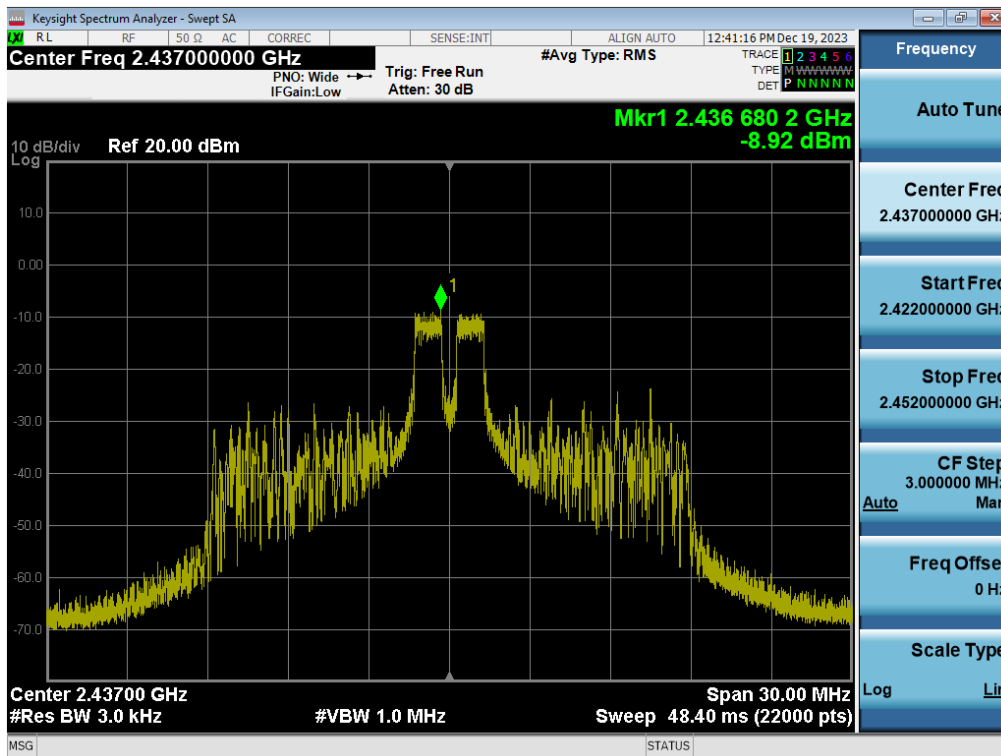 Keysight Spectrum Analyzer - Swept SA
LXI RL RF 50 Ω AC CORREC SENSE:INT ALIGN AUTO 12:41:16 PM Dec 19, 2023
Center Freq 2.437000000 GHz
PNO: Wide
IFGain:Low
Trig: Free Run
Atten: 30 dB
#Avg Type: RMS
TRACE 1 2 3 4 5 6
TYPE M W W W W W
DET P N N N N N
Mkr1 2.436 680 2 GHz
-8.92 dBm
10 dB/div Ref 20.00 dBm
Log
1
10.0
0.00
-10.0
-20.0
-30.0
-40.0
-50.0
-60.0
-70.0
Center 2.43700 GHz Span 30.00 MHz
#Res BW 3.0 kHz #VBW 1.0 MHz Sweep 48.40 ms (22000 pts)
MSG STATUS
Frequency
Auto Tune
Center Freq
2.437000000 GHz
Start Freq
2.422000000 GHz
Stop Freq
2.452000000 GHz
CF Step
3.000000 MHz
Auto Man
Freq Offset
0 Hz
Scale Type
Log Lin